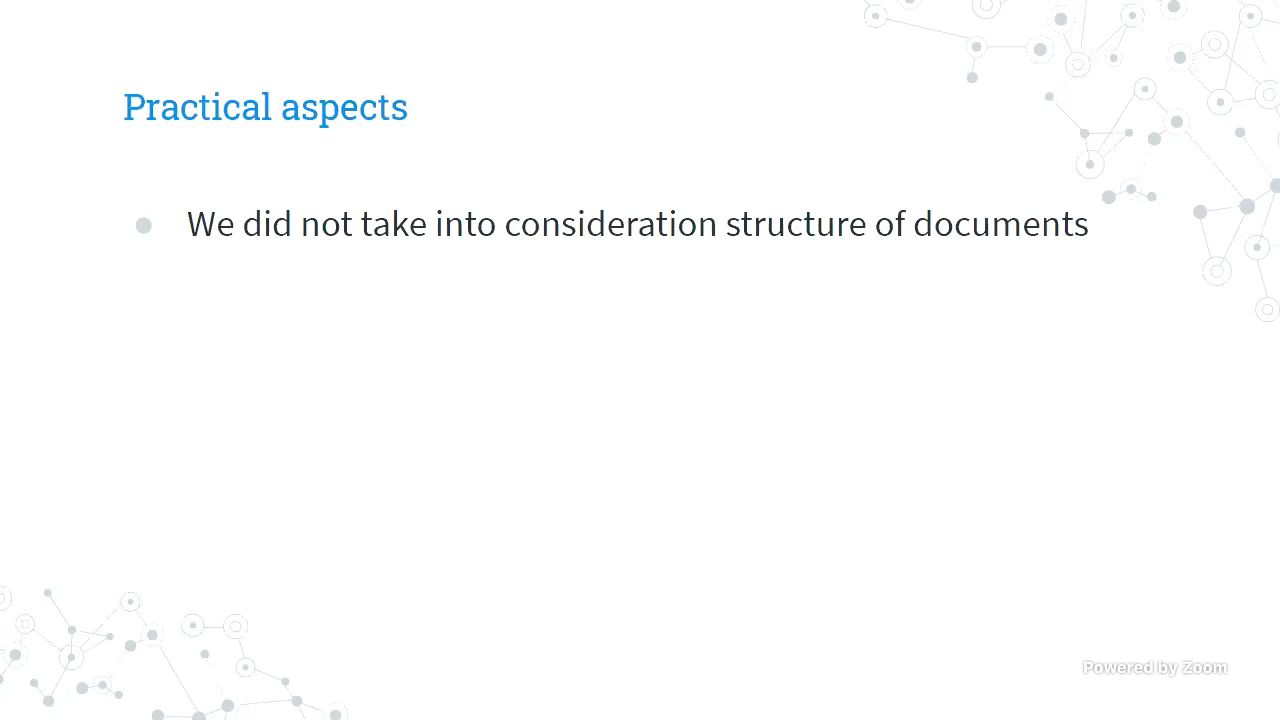 Practical aspects
We did not take into consideration structure of documents
Powered by Zoom